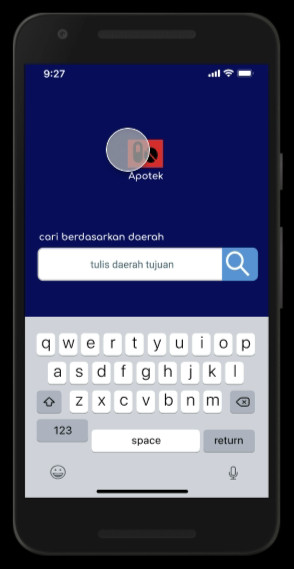 9:27
Apotek
cari berdasarkan daerah
tulis daerah tujuan
q w e r t y u i o p
a s d f g h j k l
z x c v b n m
123
space
return